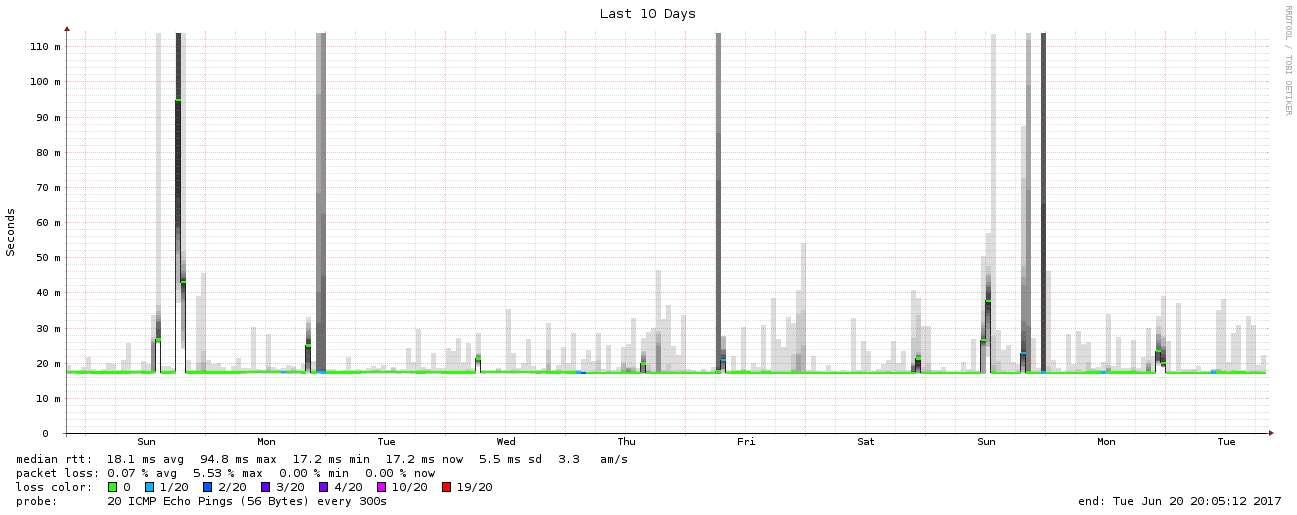 Last 10 Days
RRDTOOL / TOBI OETIKER
Seconds
110 m
100 m
90 m
80 m
70 m
60 m
50 m
40 m
30 m
20 m
10 m
0
Sun Mon Tue Wed Thu Fri Sat Sun Mon Tue
median rtt: 18.1 ms avg 94.8 ms max 17.2 ms min 17.2 ms now 5.5 ms sd 3.3 am/s
packet loss: 0.07 % avg 5.53 % max 0.00 % min 0.00 % now
loss color: 0 1/20 2/20 3/20 4/20 10/20 19/20
probe: 20 ICMP Echo Pings (56 Bytes) every 300s end: Tue Jun 20 20:05:12 2017